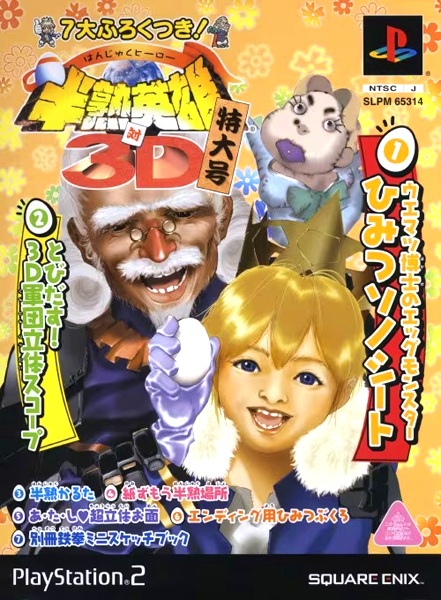 7大ふろくつき!
はんじゅくヒーロー
半熟英雄
対
3D
特大号
NTSC J
SLPM 65314
1
ウエマツ博士のエッグモンスター
ひみつソノシート
2
とびだす!
3D軍団立体スコープ
3 半熟かるた 4 紙ずもう半熟場所
5 あ・た・し♥超立体お面 6 エンディング用ひみつぶくろ
7 別冊鉄拳ミニスケッチブック
PlayStation 2
SQUARE ENIX